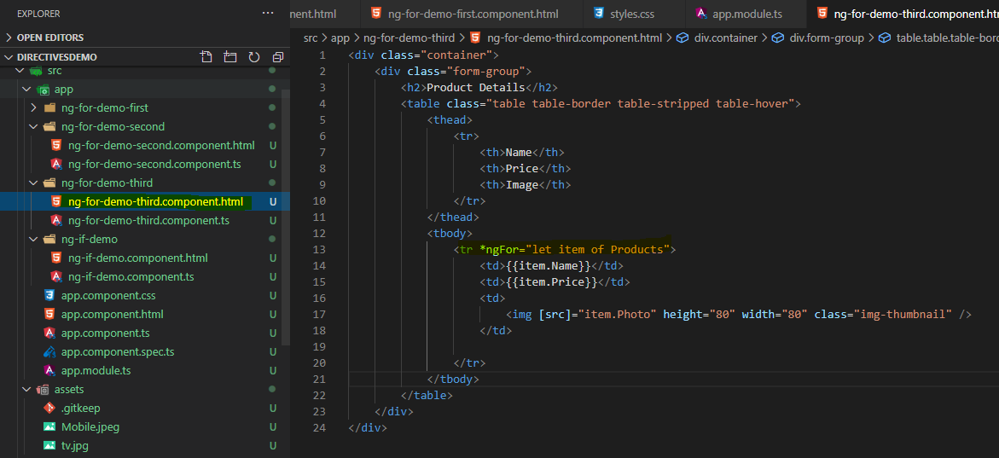 EXPLORER ...
OPEN EDITORS
DIRECTIVESDEMO
src
app
ng-for-demo-first
ng-for-demo-second
ng-for-demo-second.component.html U
ng-for-demo-second.component.ts U
ng-for-demo-third
ng-for-demo-third.component.html U
ng-for-demo-third.component.ts U
ng-if-demo
ng-if-demo.component.html U
ng-if-demo.component.ts U
app.component.css U
app.component.html U
app.component.ts U
app.component.spec.ts U
app.module.ts U
assets
.gitkeep U
Mobile.jpeg U
tv.jpg U
nent.html ng-for-demo-first.component.html styles.css app.module.ts ng-for-demo-third.component.htm
src > app > ng-for-demo-third > ng-for-demo-third.component.html > div.container > div.form-group > table.table.table-bord
1 <div class="container">
2 <div class="form-group">
3 <h2>Product Details</h2>
4 <table class="table table-border table-stripped table-hover">
5 <thead>
6 <tr>
7 <th>Name</th>
8 <th>Price</th>
9 <th>Image</th>
10 </tr>
11 </thead>
12 <tbody>
13 <tr *ngFor="let item of Products">
14 <td>{{item.Name}}</td>
15 <td>{{item.Price}}</td>
16 <td>
17 <img [src]="item.Photo" height="80" width="80" class="img-thumbnail" />
18 </td>
19
20 </tr>
21 </tbody>
22 </table>
23 </div>
24 </div>